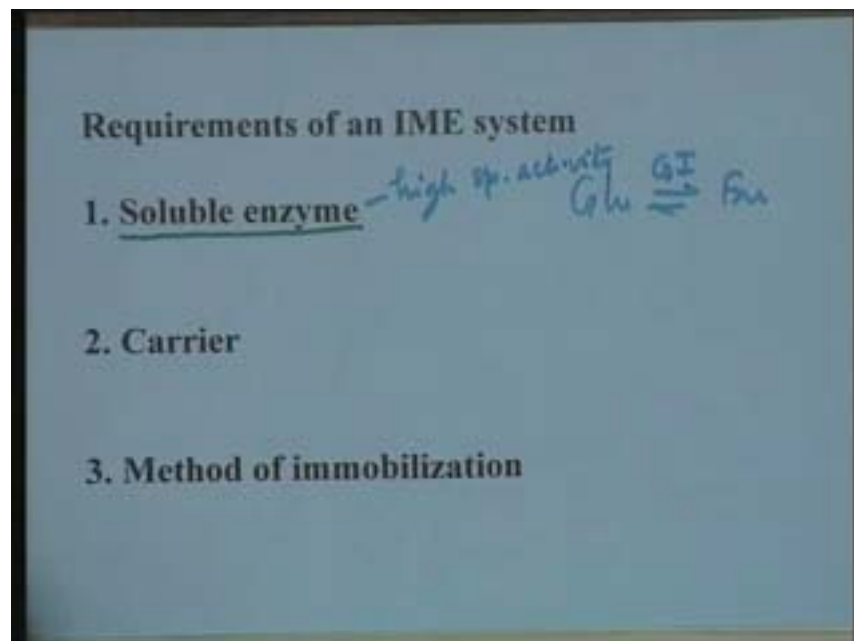 Requirements of an IME system
1. Soluble enzyme - high sp. activity Glu ⇌ Fru
GI
2. Carrier
3. Method of immobilization